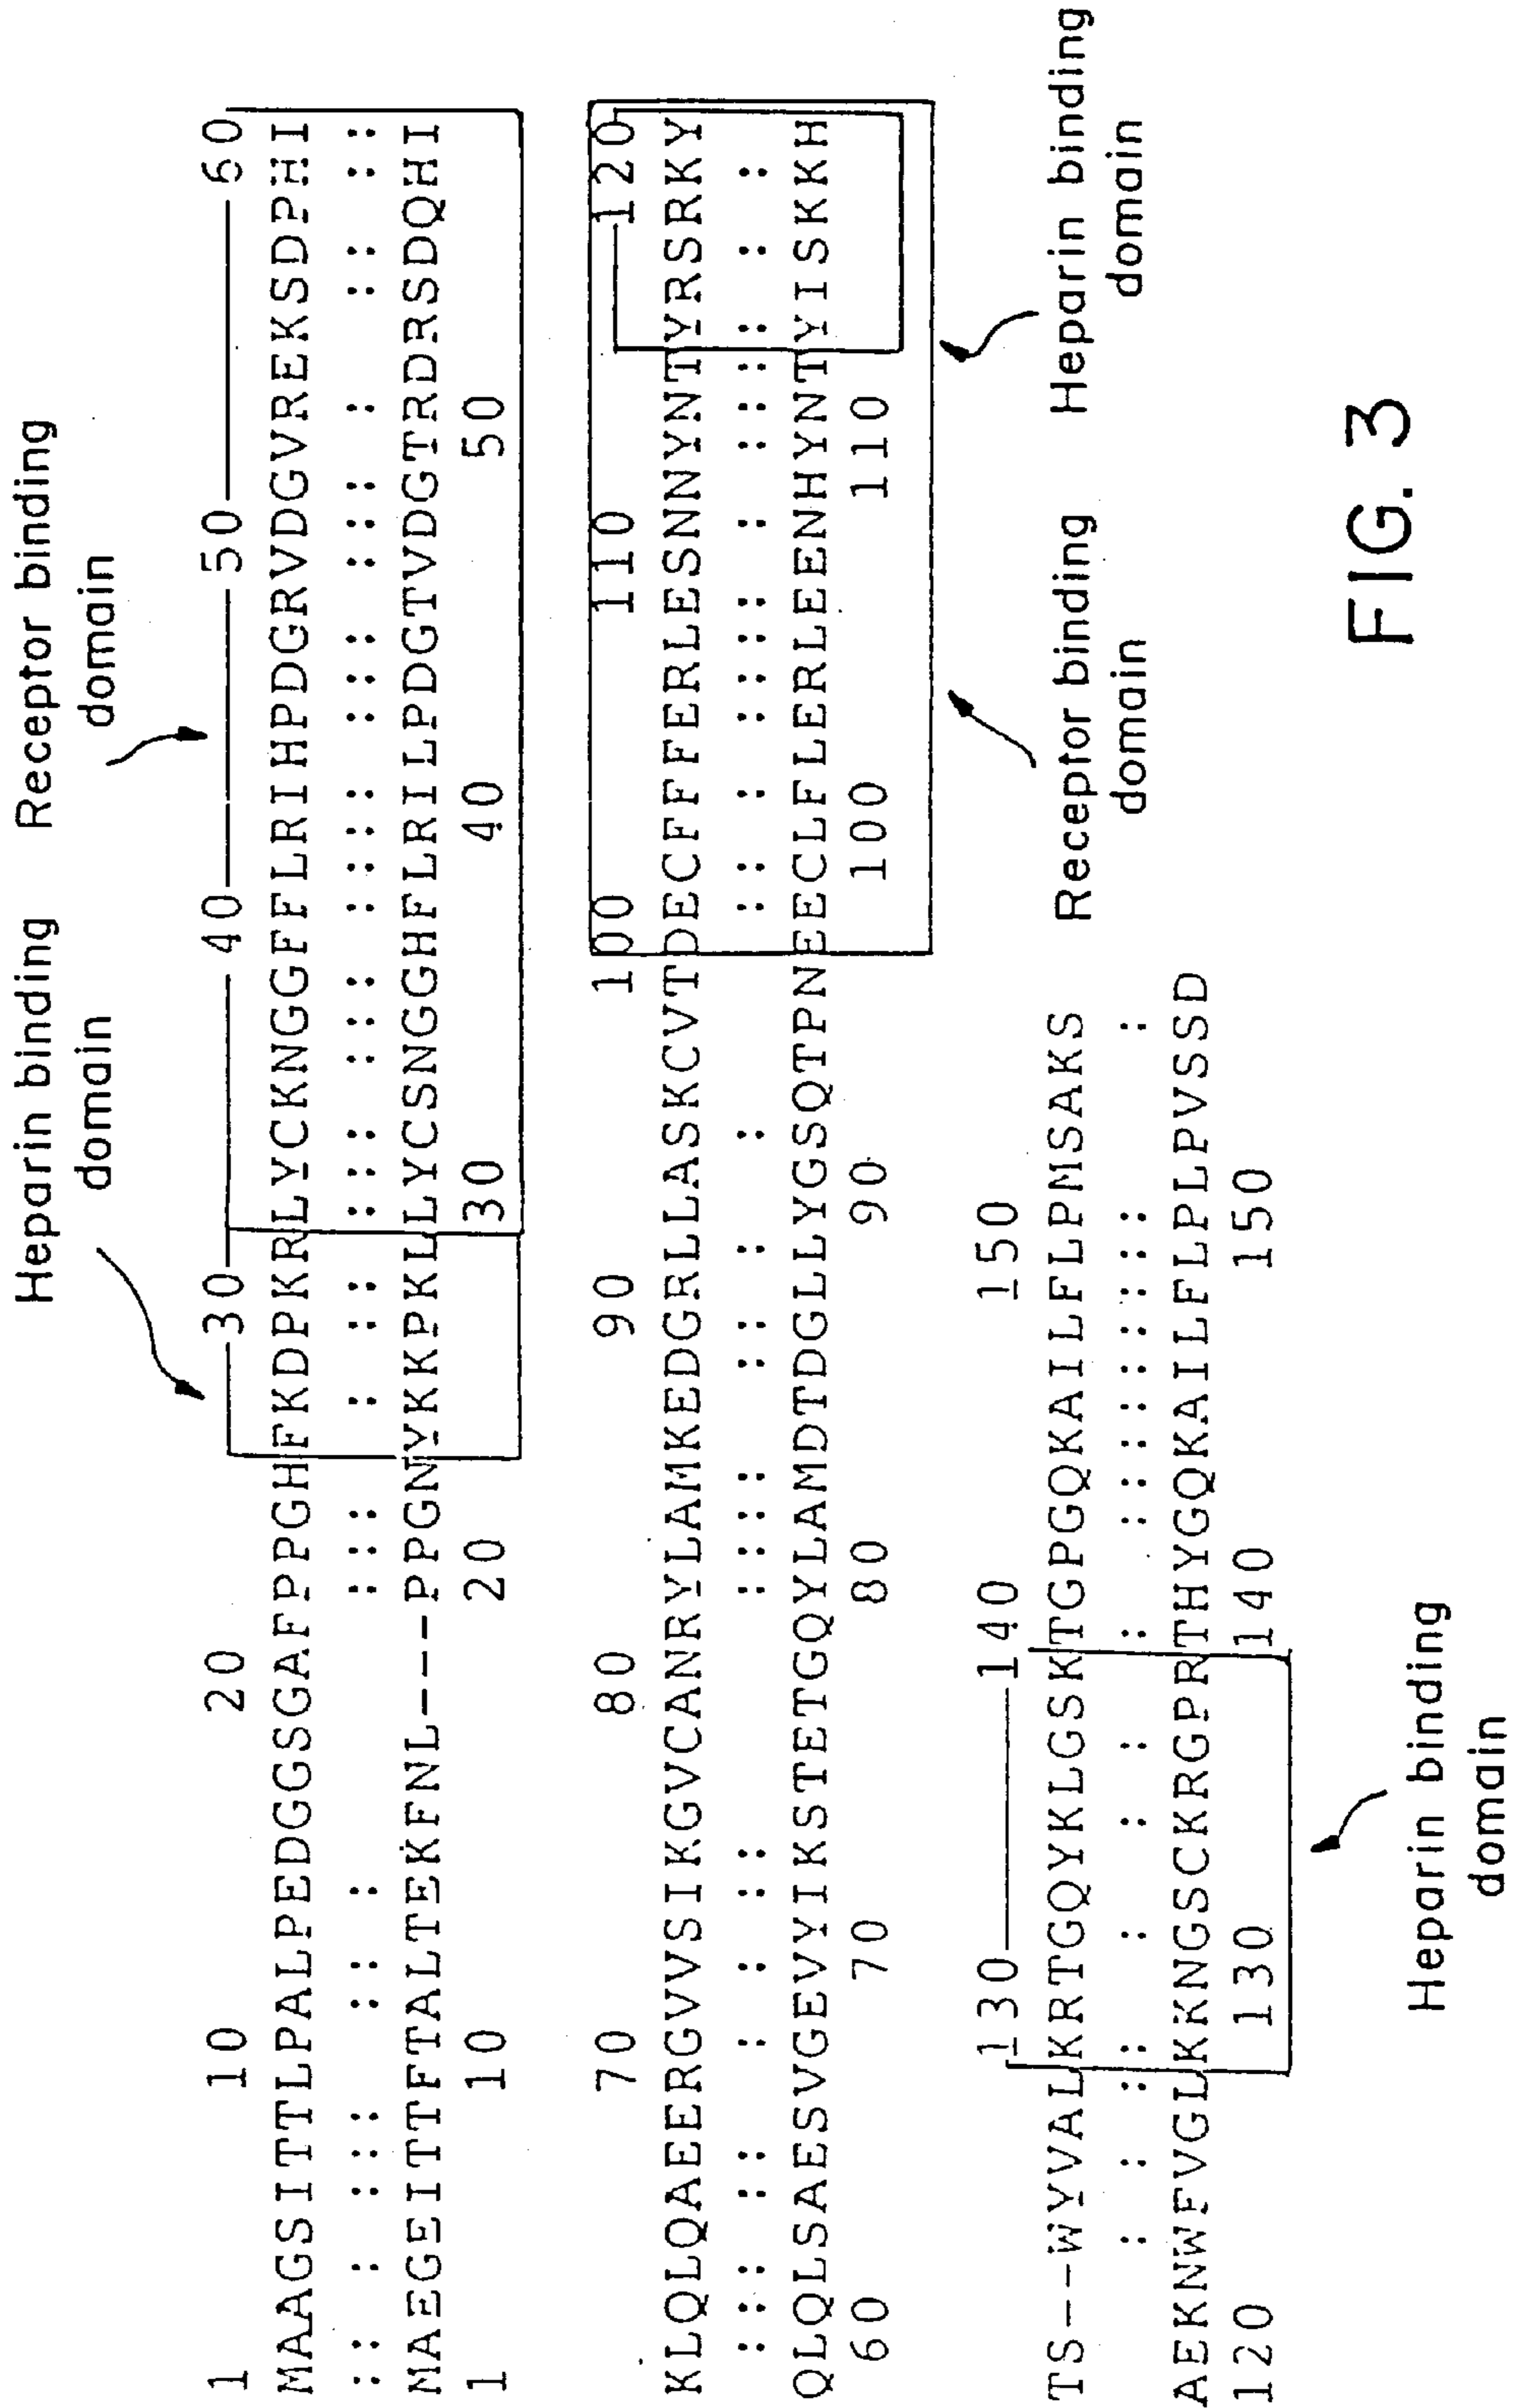 Heparin binding domain
Receptor binding domain
1 10 20 30 40 50 60
MAAGSITTLPALPEDGGSGAFPPGHFKDPKRLYCKNGGFFLRIHPDGRVDGVREKSDPHI
:: : ::: ::: ::: :: :: ::: ::: :::: ::: ::: : :: ::
MAEGEITTFTALTEKFNL---PPGNYKKPKLLYCSNGGHFLRILPDGTVDGTRDRSDQHI
1 10 20 30 40 50
70 80 90 100 110 120
KLQLQAEERGVVSIKGVCANRYLAMKEDGRLLASKCVTDECFFFERLESNNYNTYRSRKY
::: ::: : : ::: :::: :: : : :: : ::::: : :::: : :
QLQLSAESVGEVYIKSTETGQYLAMDTDGLLYGSQTPNEECLFLERLEENHYNTYISKKH
60 70 80 90 100 110
Receptor binding domain
Heparin binding domain
130 140 150
TS--WYVALKRTGQYKLGSKTGPGQKAILFLPMSAKS
: : :: : : : : ::::::::: :
AEKNWFVGLKKNGSCKRGPRTHYGQKAILFLPLPVSSD
120 130 140 150
Heparin binding domain
FIG. 3